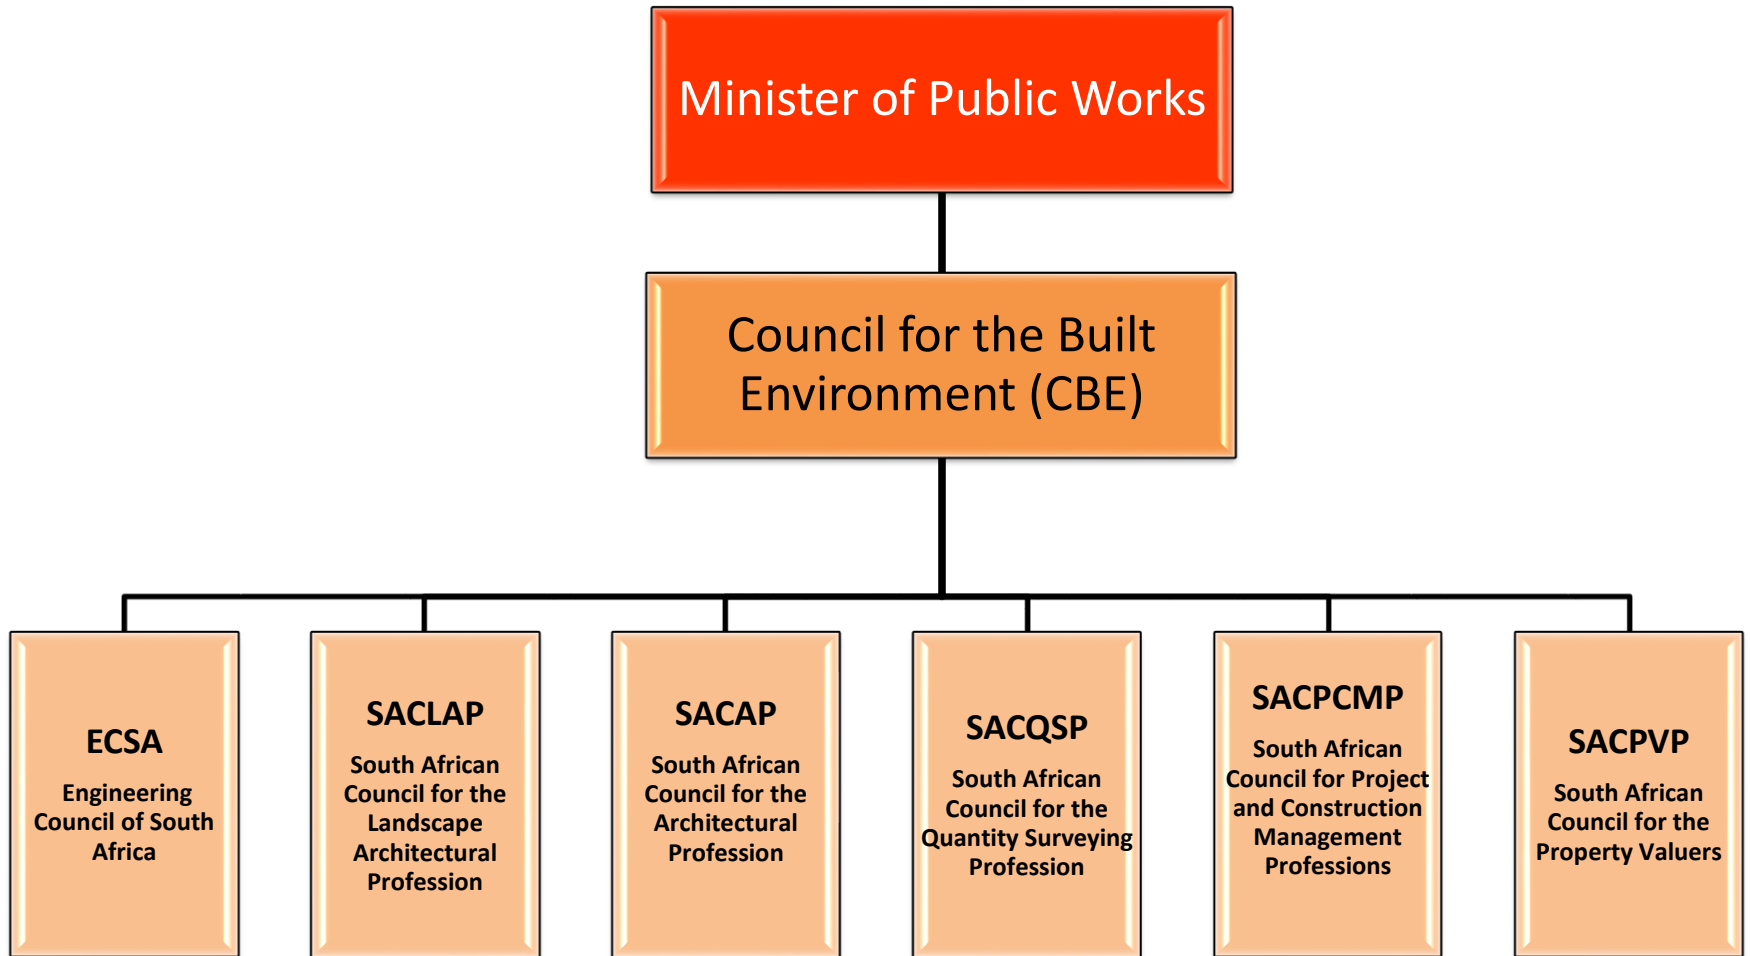 Minister of Public Works
Council for the Built
Environment (CBE)
ECSA
Engineering
Council of South
Africa
SACLAP
South African
Council for the
Landscape
Architectural
Profession
SACAP
South African
Council for the
Architectural
Profession
SACQSP
South African
Council for the
Quantity Surveying
Profession
SACPCMP
South African
Council for Project
and Construction
Management
Professions
SACPVP
South African
Council for the
Property Valuers